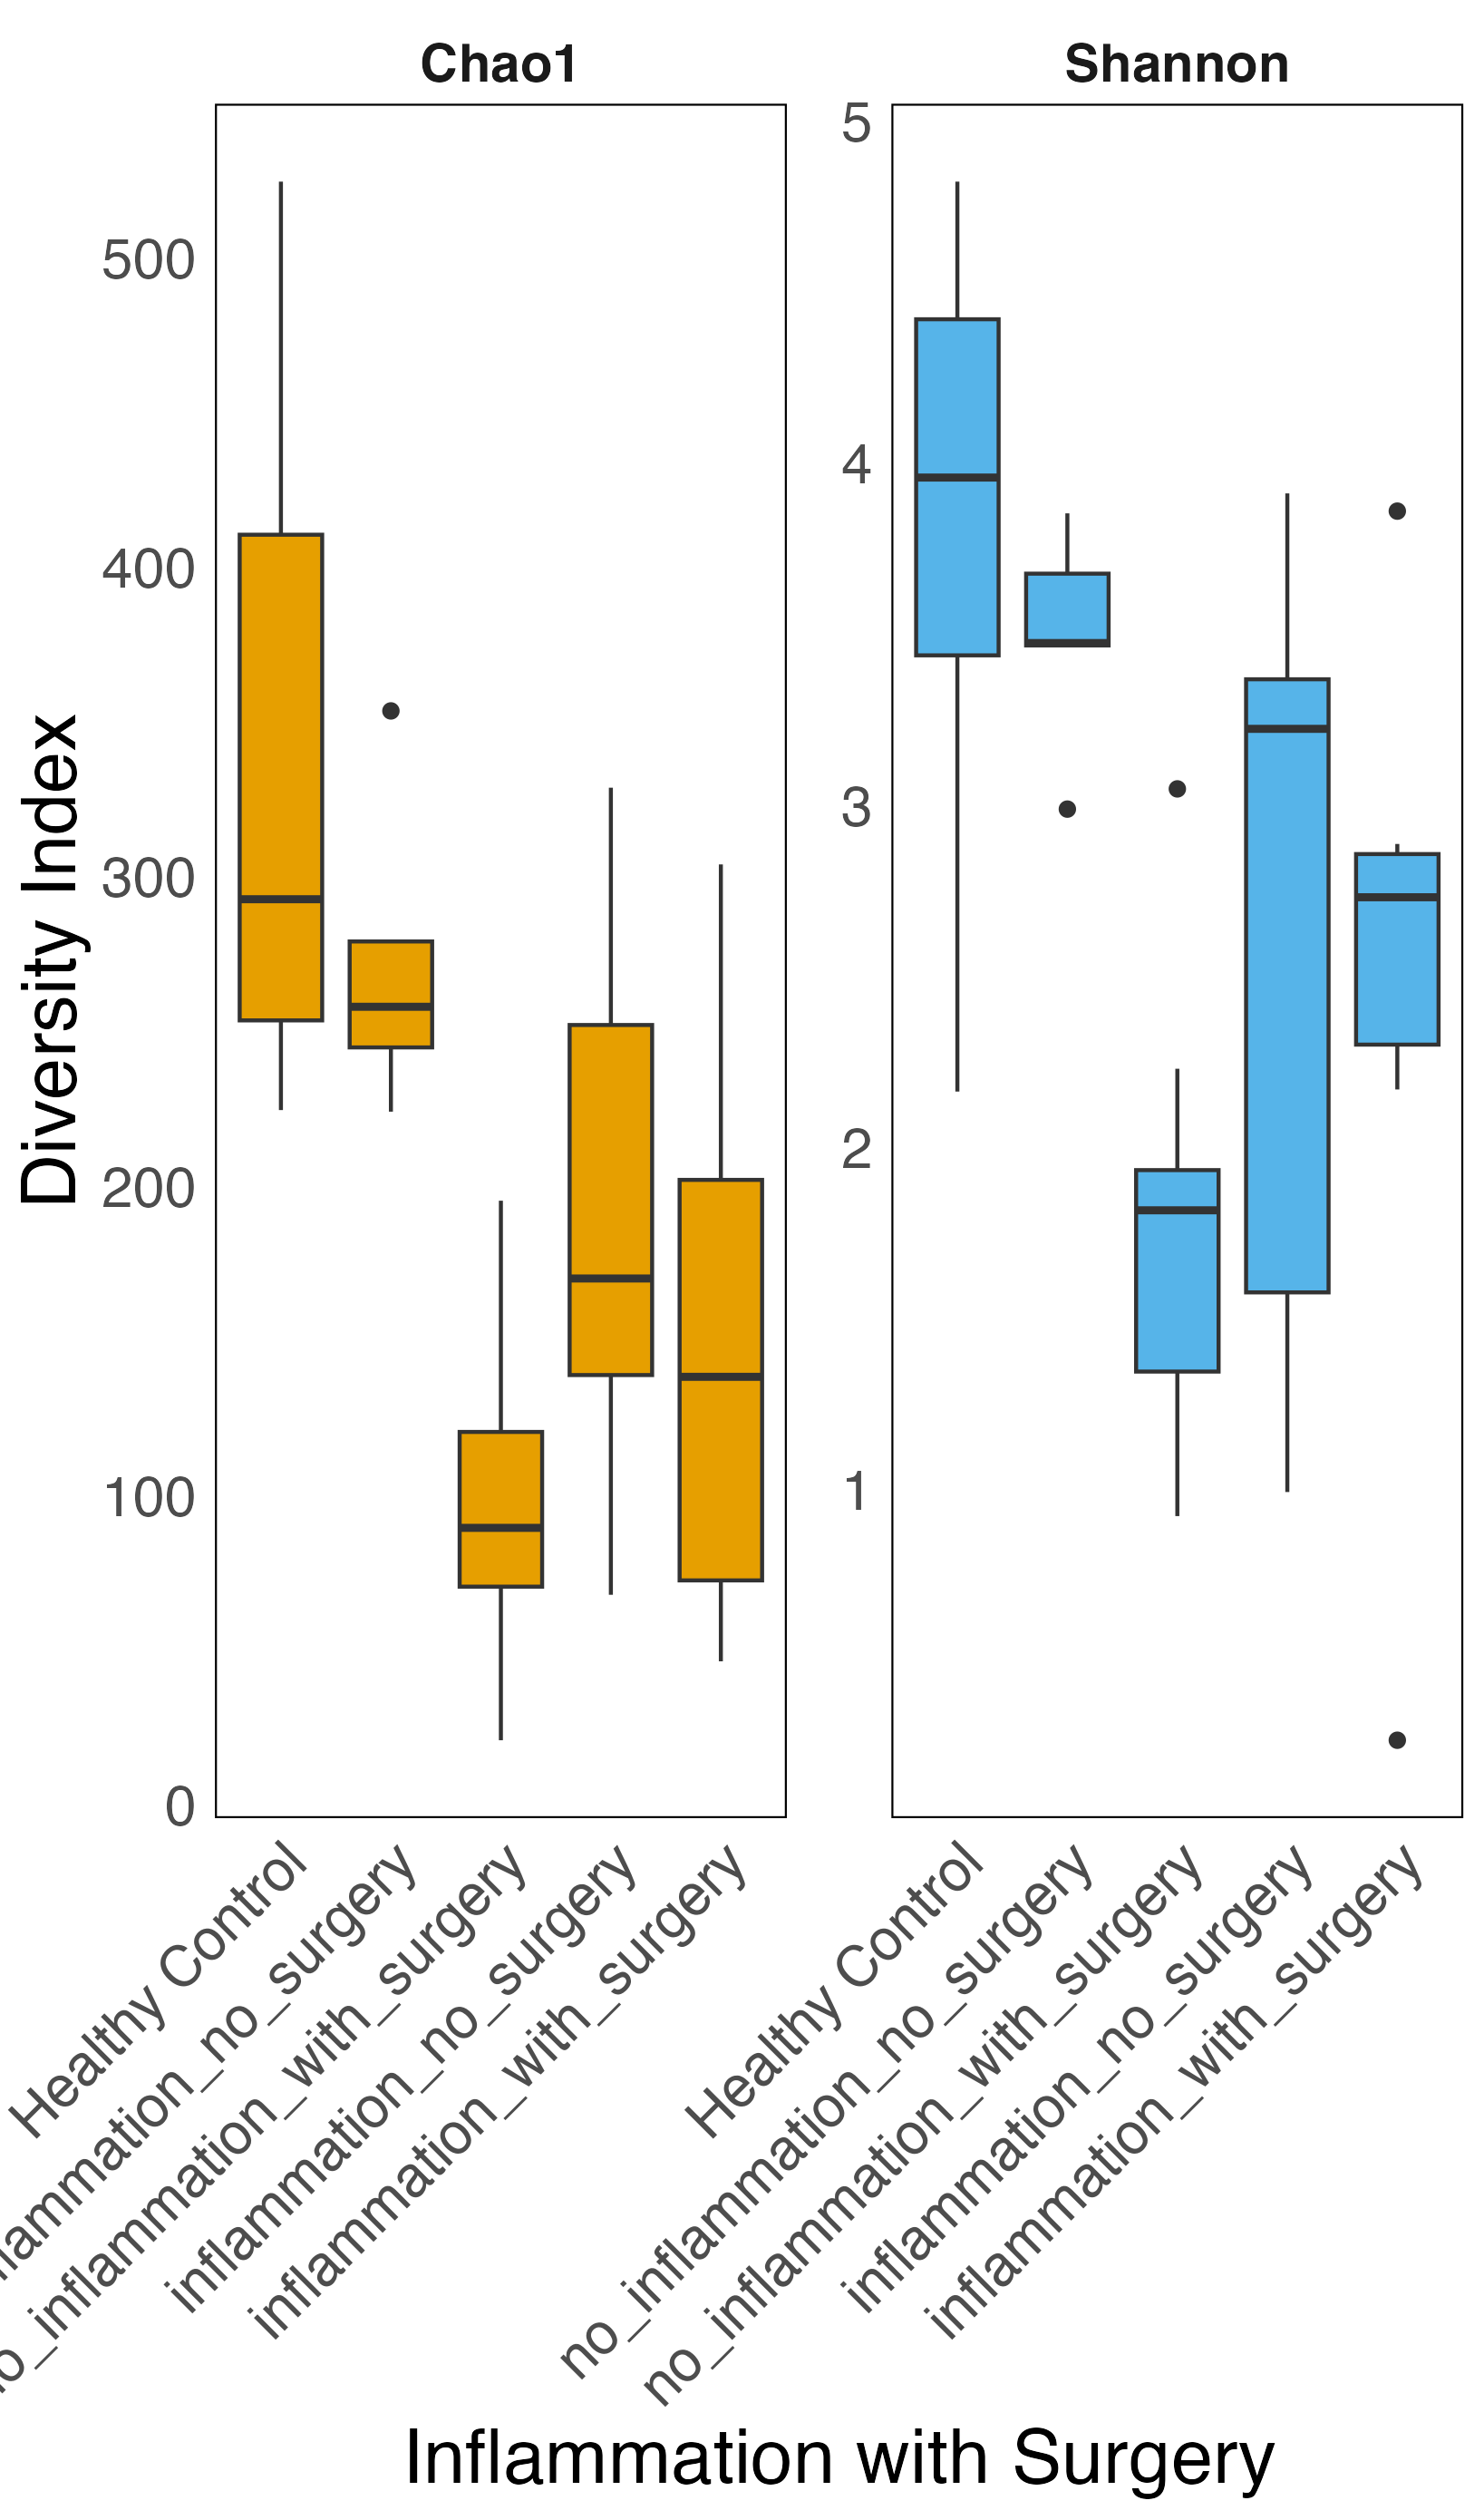 Chao1
Shannon
Diversity Index
500
400
300
200
100
0
5
4
3
2
1
Healthy Control
lammation_no_surgery
o_inflammation_with_surgery
inflammation_no_surgery
inflammation_with_surgery
Healthy Control
no_inflammation_no_surgery
no_inflammation_with_surgery
inflammation_no_surgery
inflammation_with_surgery
Inflammation with Surgery